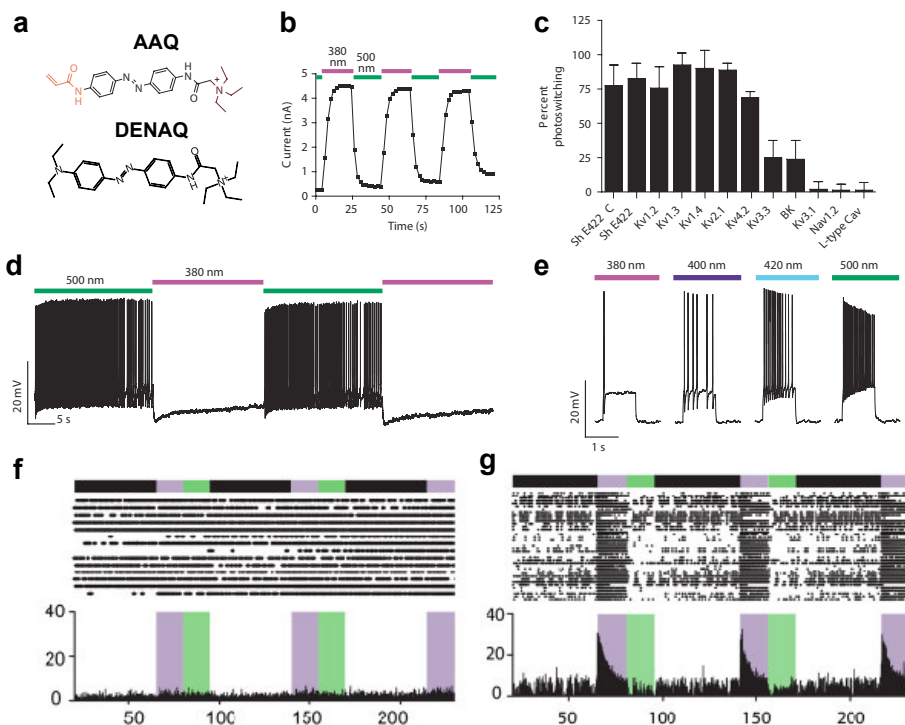 a
AAQ
O
N
H
N
N
H
N
O
N+
DENAQ
N
N
N
O
N
H
N+
b
380 nm
500 nm
Current (nA)
5
4
3
2
1
0
0 25 50 75 100 125
Time (s)
c
Percent
photoswitching
125
100
75
50
25
0
Sh E422 C
Sh E422
Kv1.2
Kv1.3
Kv1.4
Kv2.1
Kv4.2
Kv3.3
BK
Kv3.1
Nav1.2
L-type Cav
d
500 nm
380 nm
20 mV
5 s
e
380 nm 400 nm 420 nm 500 nm
20 mV
1 s
f
40
20
0
50 100 150 200
g
40
20
0
50 100 150 200